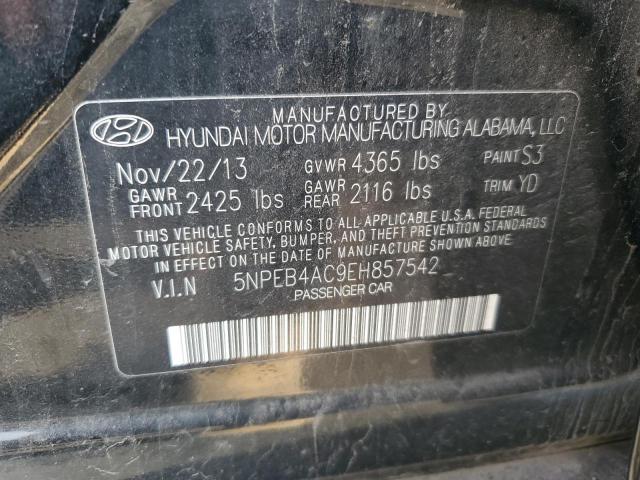 MANUFACTURED BY
HYUNDAI MOTOR MANUFACTURING ALABAMA, LLC
Nov/22/13 GVWR 4365 lbs PAINT S3
GAWR FRONT 2425 lbs GAWR REAR 2116 lbs TRIM YD
THIS VEHICLE CONFORMS TO ALL APPLICABLE U.S.A. FEDERAL
MOTOR VEHICLE SAFETY, BUMPER, AND THEFT PREVENTION STANDARDS
IN EFFECT ON THE DATE OF MANUFACTURE SHOWN ABOVE.
V.I.N 5NPEB4AC9EH857542
PASSENGER CAR